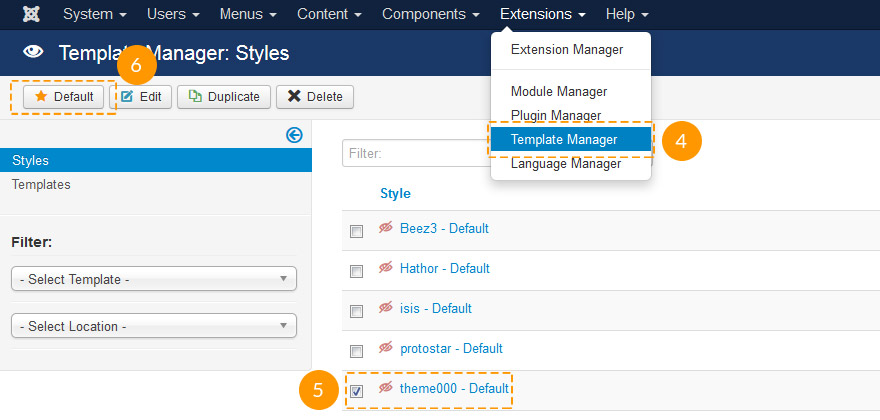 System Users Menus Content Components Extensions Help
Template Manager: Styles
Extension Manager
Module Manager
Plugin Manager
Template Manager
Language Manager
4
6
Default Edit Duplicate Delete
Styles
Templates
Filter:
- Select Template -
- Select Location -
Filter:
Style
Beez3 - Default
Hathor - Default
isis - Default
protostar - Default
5
theme000 - Default